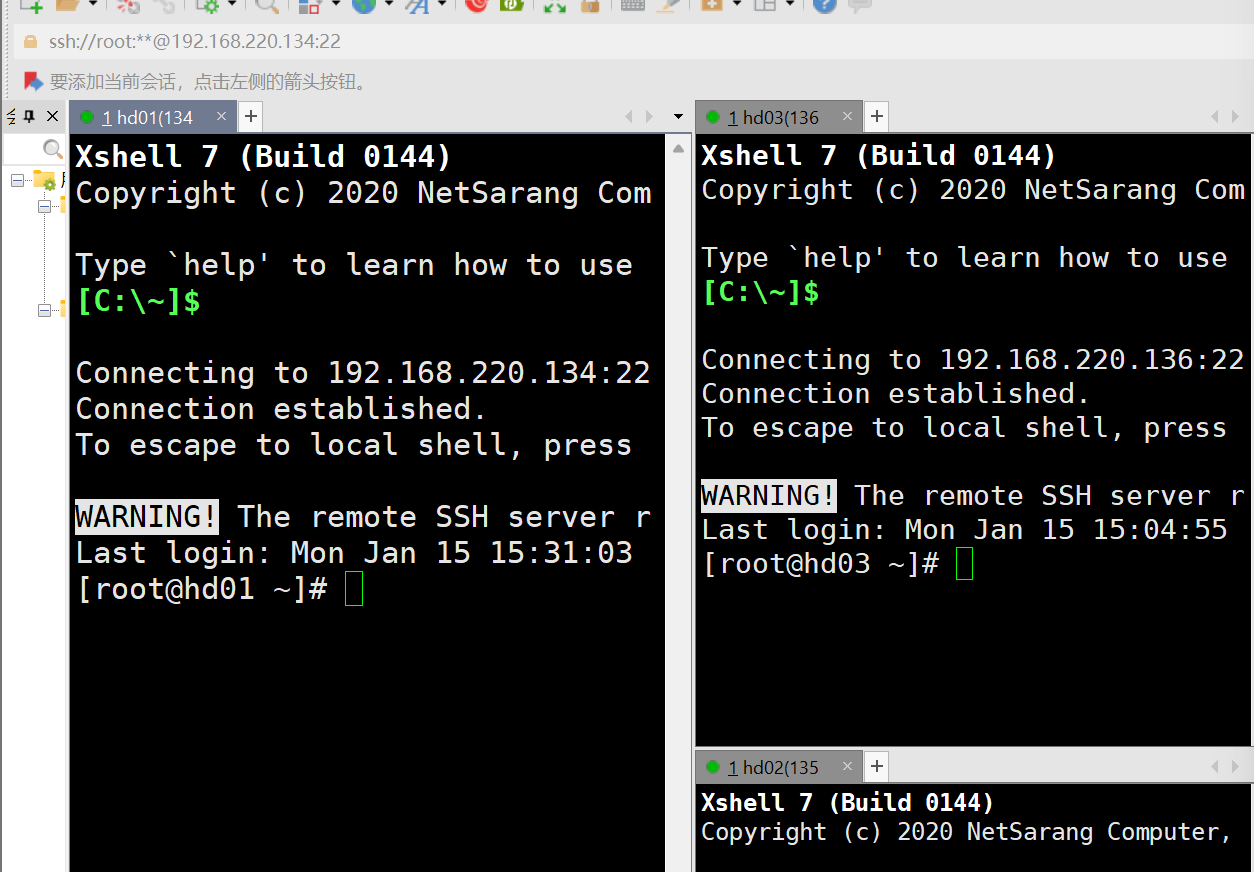 ssh://root:**@192.168.220.134:22
要添加当前会话，点击左侧的箭头按钮。
1 hd01(134
Xshell 7 (Build 0144)
Copyright (c) 2020 NetSarang Com
Type `help' to learn how to use
[C:\~]$
Connecting to 192.168.220.134:22
Connection established.
To escape to local shell, press
WARNING! The remote SSH server r
Last login: Mon Jan 15 15:31:03
[root@hd01 ~]#
1 hd03(136
Xshell 7 (Build 0144)
Copyright (c) 2020 NetSarang Com
Type `help' to learn how to use
[C:\~]$
Connecting to 192.168.220.136:22
Connection established.
To escape to local shell, press
WARNING! The remote SSH server r
Last login: Mon Jan 15 15:04:55
[root@hd03 ~]#
1 hd02(135
Xshell 7 (Build 0144)
Copyright (c) 2020 NetSarang Computer,